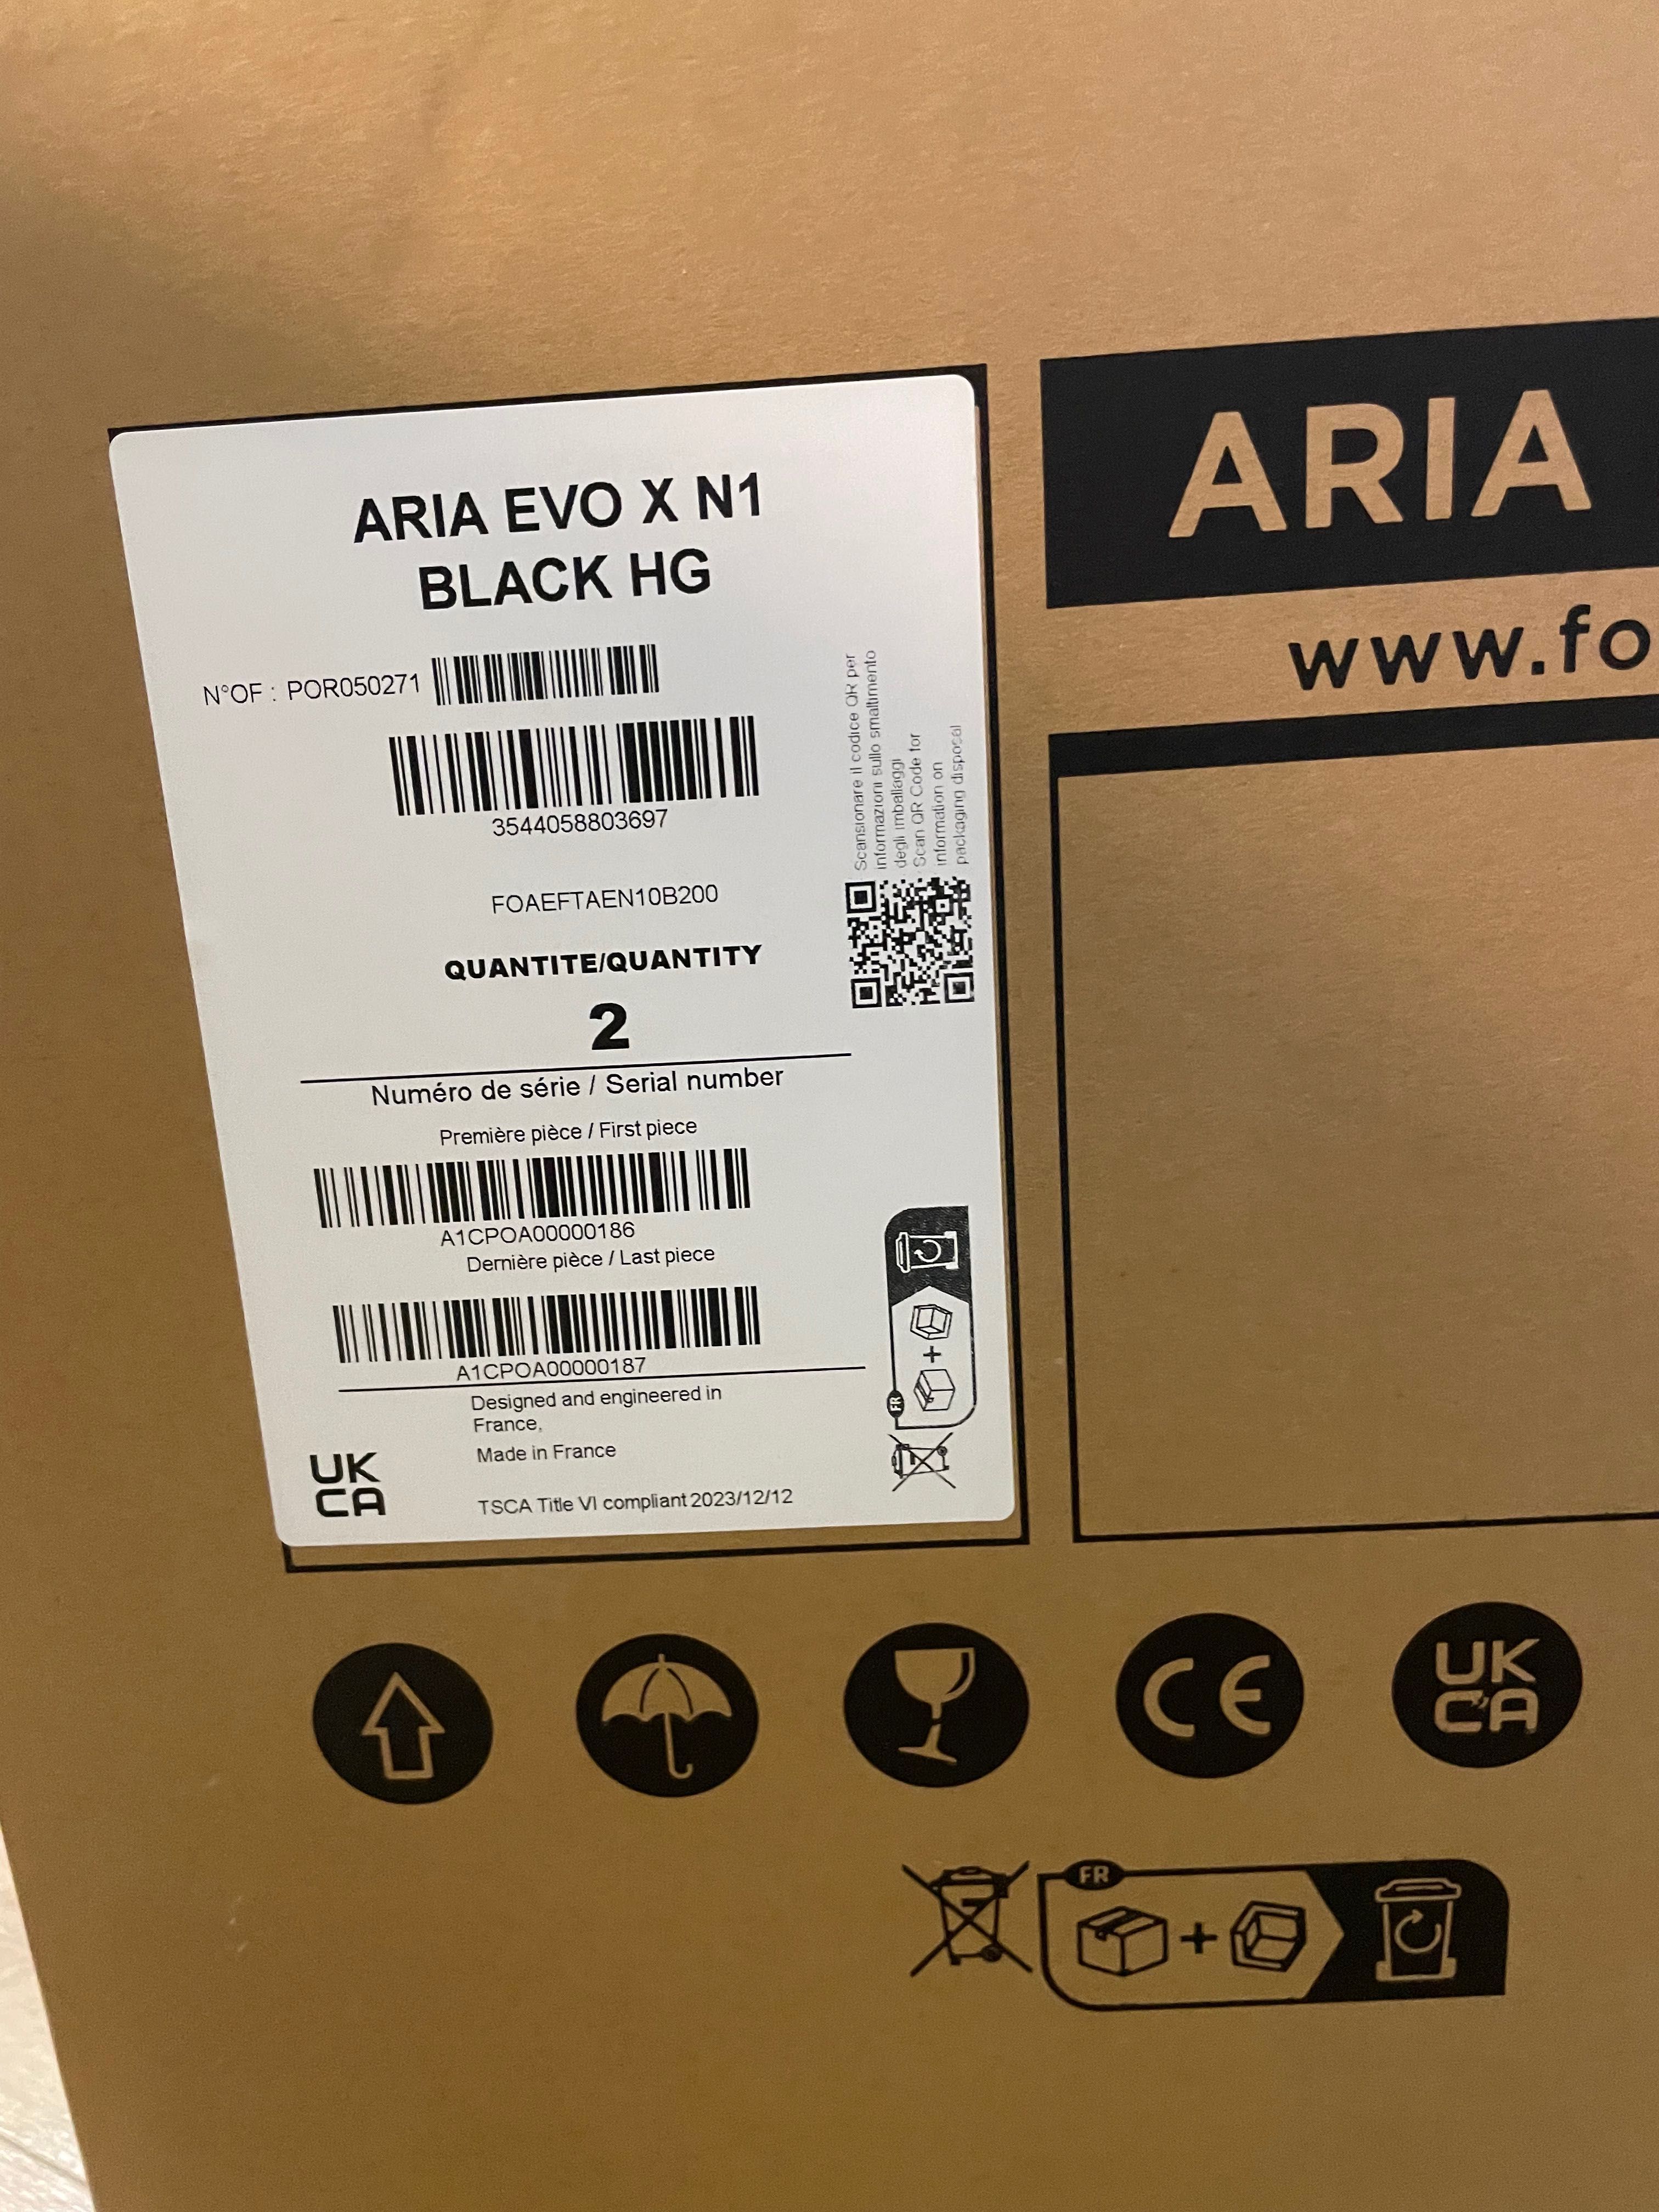 ARIA EVO X N1
BLACK HG
N°OF : POR050271
3544058803697
FOAEFTAEN10B200
QUANTITE/QUANTITY
2
Numéro de série / Serial number
Première pièce / First piece
A1CPOA00000186
Dernière pièce / Last piece
A1CPOA00000187
Designed and engineered in
France,
Made in France
TSCA Title VI compliant 2023/12/12
UK
CA
Scansionare il codice QR per
informazioni sullo smaltimento
degli imballaggi
Scan QR Code for
information on
packaging disposal
FR
ARIA
www.fo
CE
UK
CA
FR